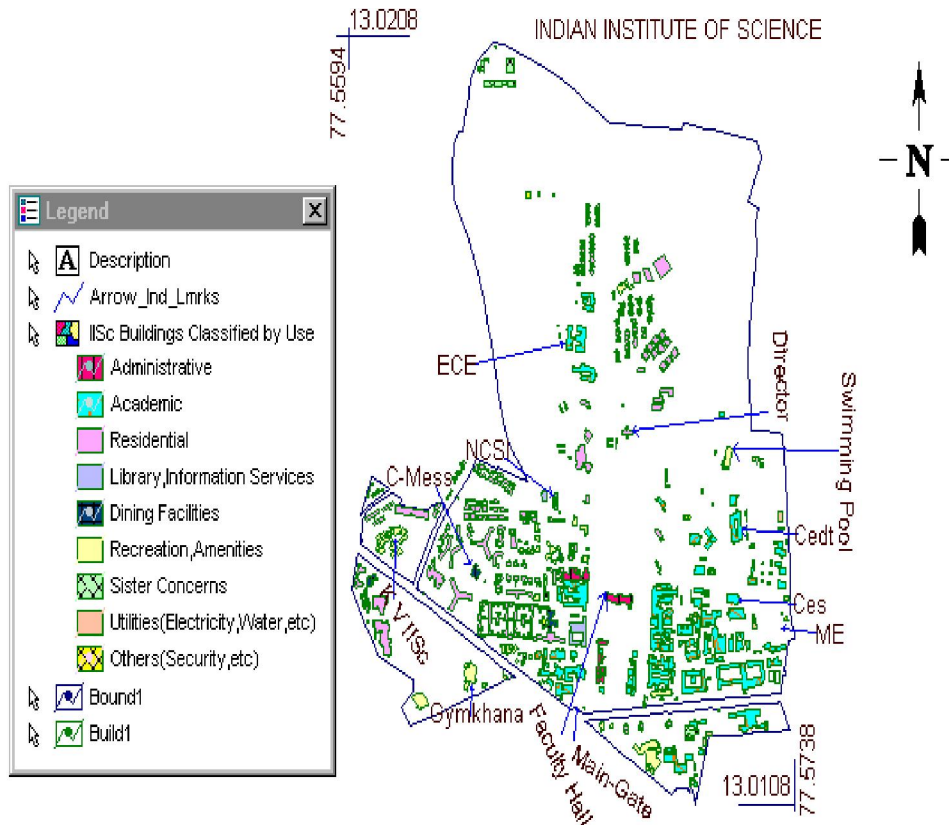 13.0208
77.5594
INDIAN INSTITUTE OF SCIENCE
N
Legend
A Description
Arrow_Ind_Lmrks
IISc Buildings Classified by Use
Administrative
Academic
Residential
Library,Information Services
Dining Facilities
Recreation,Amenities
Sister Concerns
Utilities(Electricity,Water,etc)
Others(Security,etc)
Bound1
Build1
ECE
Director
Swimming Pool
NCSI
C-Mess
Cedt
Ces
ME
K V IISc
Gymkhana
Faculty Hall
Main-Gate
13.0108
77.5738